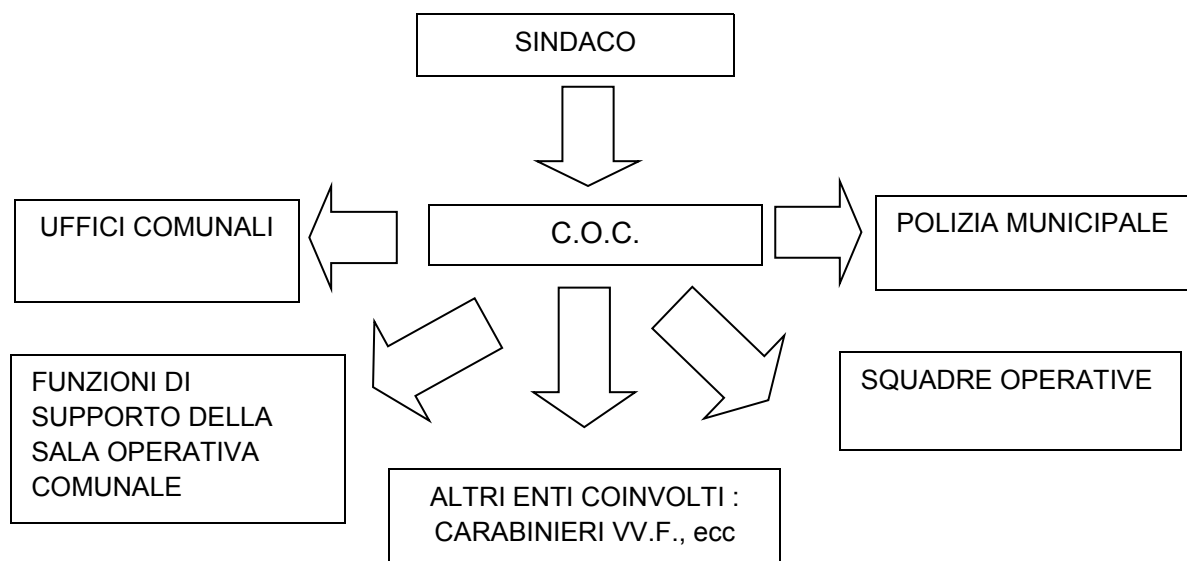 SINDACO
UFFICI COMUNALI
C.O.C.
POLIZIA MUNICIPALE
FUNZIONI DI
SUPPORTO DELLA
SALA OPERATIVA
COMUNALE
SQUADRE OPERATIVE
ALTRI ENTI COINVOLTI :
CARABINIERI VV.F., ecc